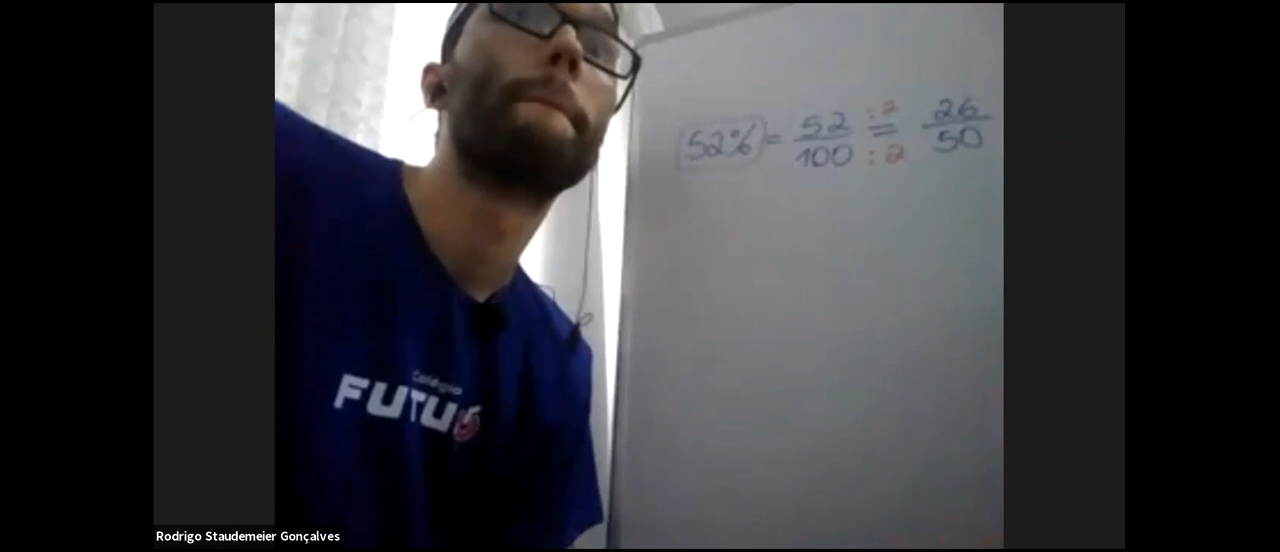 52% = 52/100 :2 = :2 26/50
FUTU
Rodrigo Staudemeier Gonçalves